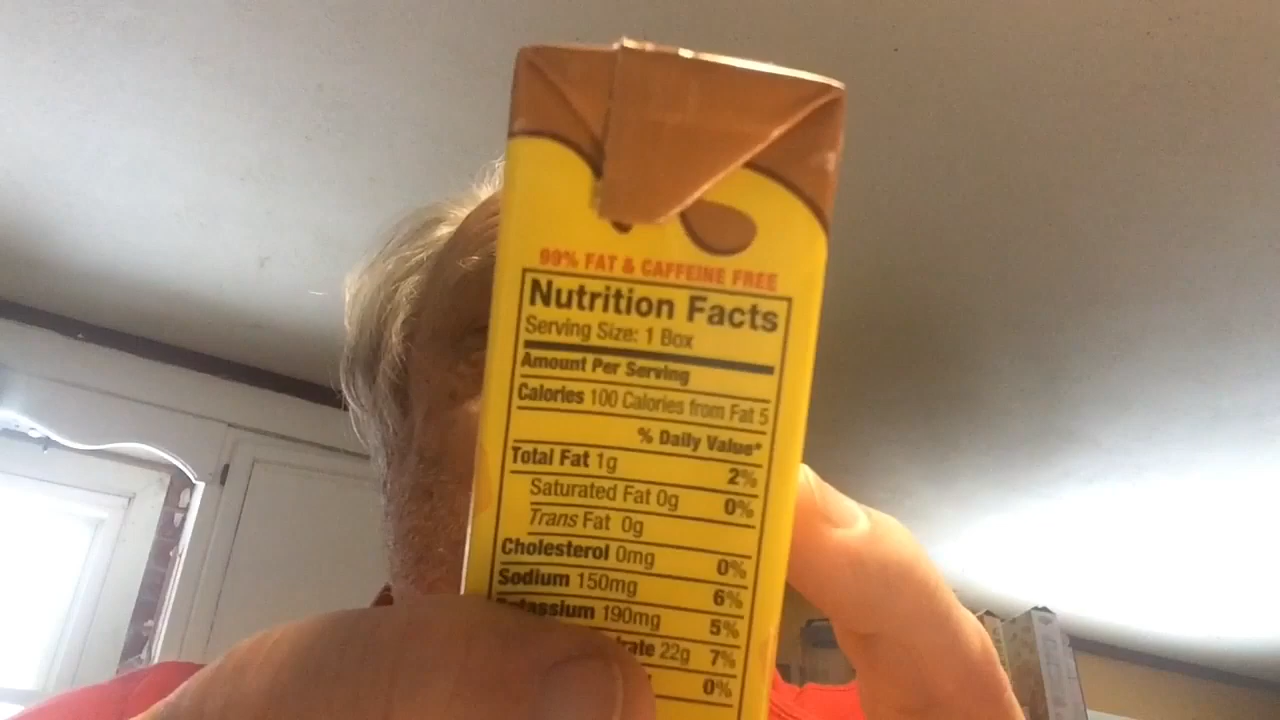 99% FAT & CAFFEINE FREE
Nutrition Facts
Serving Size: 1 Box
Amount Per Serving
Calories 100 Calories from Fat 5
% Daily Value*
Total Fat 1g 2%
Saturated Fat 0g 0%
Trans Fat 0g
Cholesterol 0mg 0%
Sodium 150mg 6%
Potassium 190mg 5%
rate 22g 7%
0%